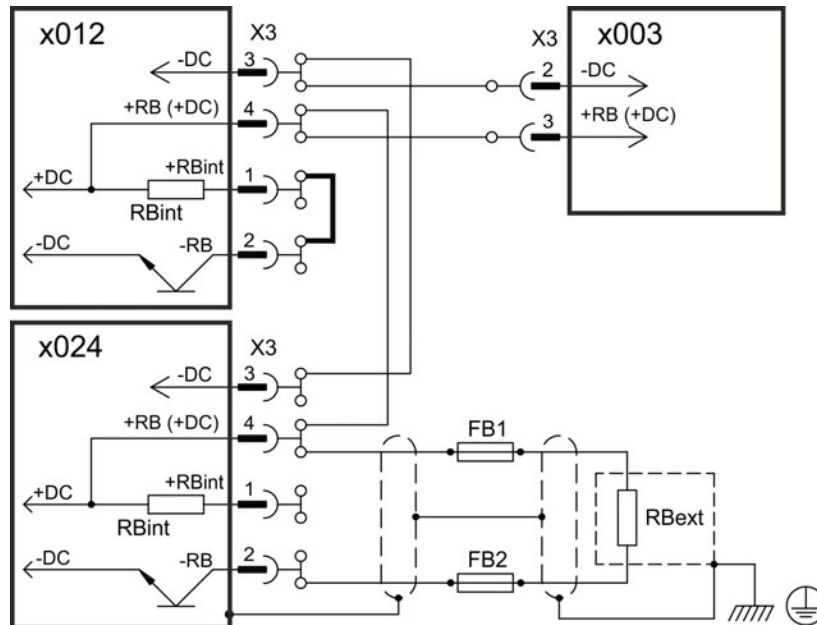 x012
X3
-DC
3
+RB (+DC)
4
+DC
+RBint
1
RBint
-DC
-RB
2
X3
x003
2
-DC
3
+RB (+DC)
x024
X3
-DC
3
+RB (+DC)
4
+DC
+RBint
1
RBint
-DC
-RB
2
FB1
FB2
RBext